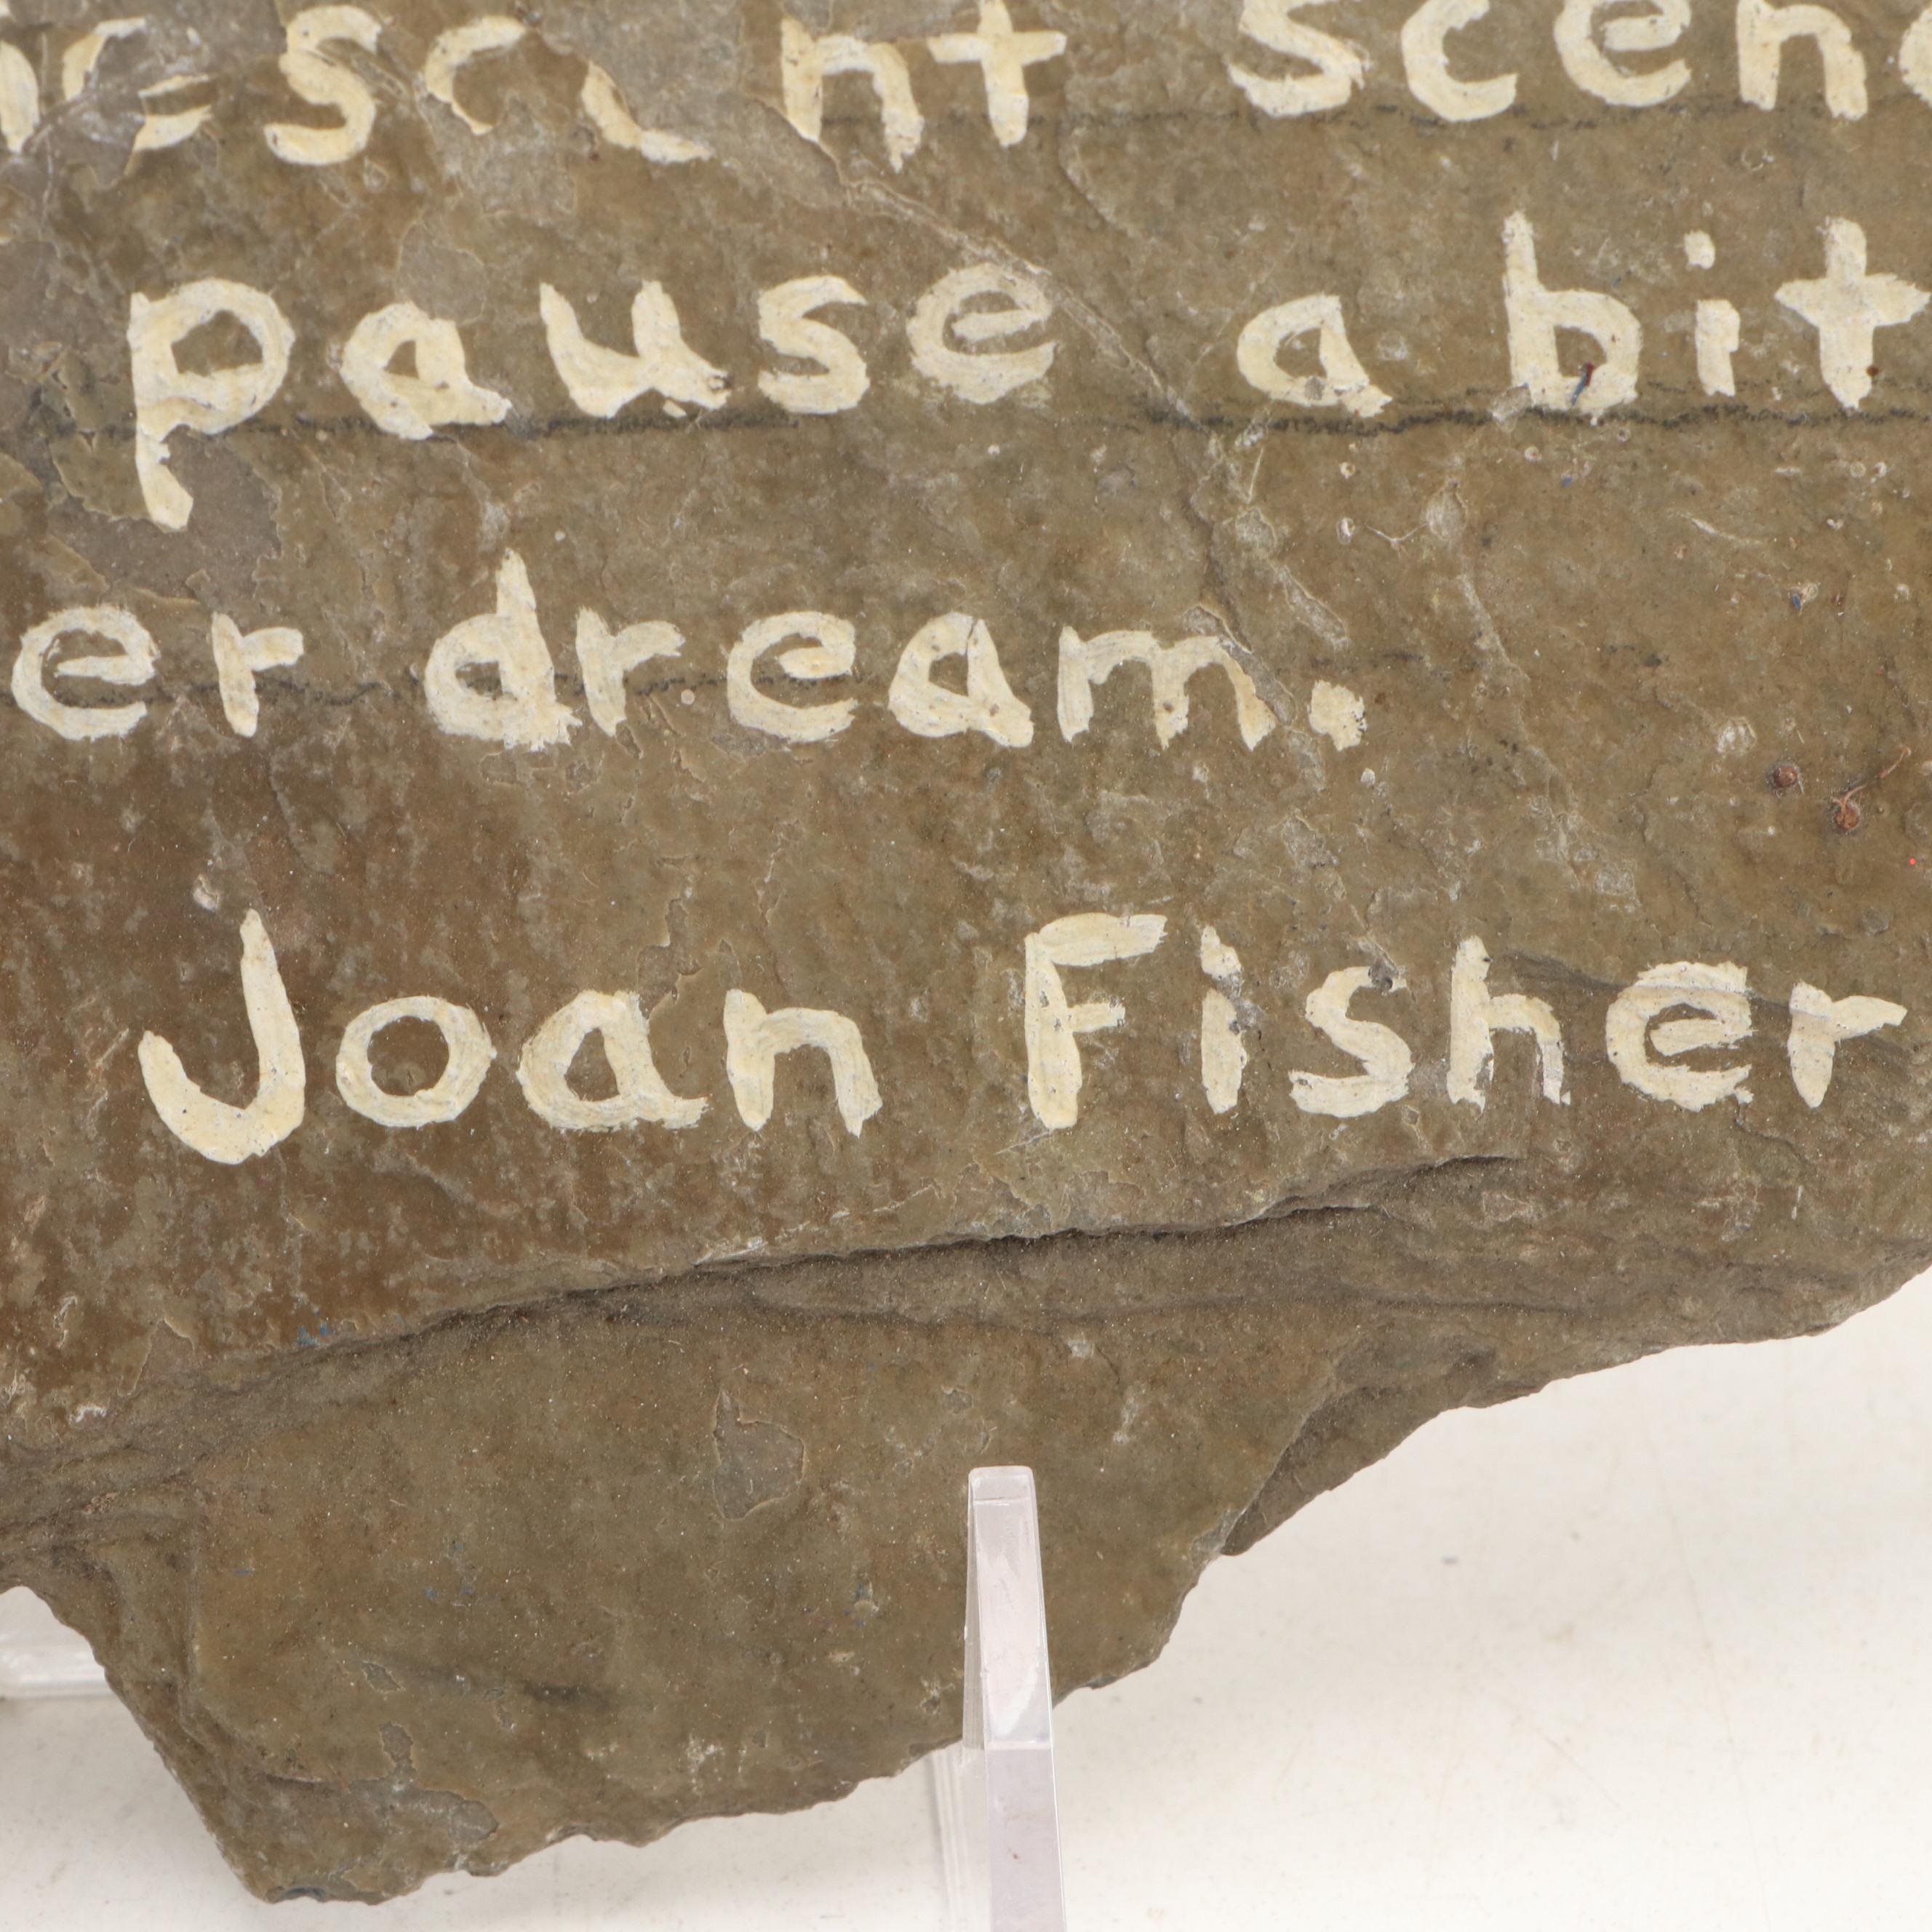 pause a bit
er dream.
Joan Fisher